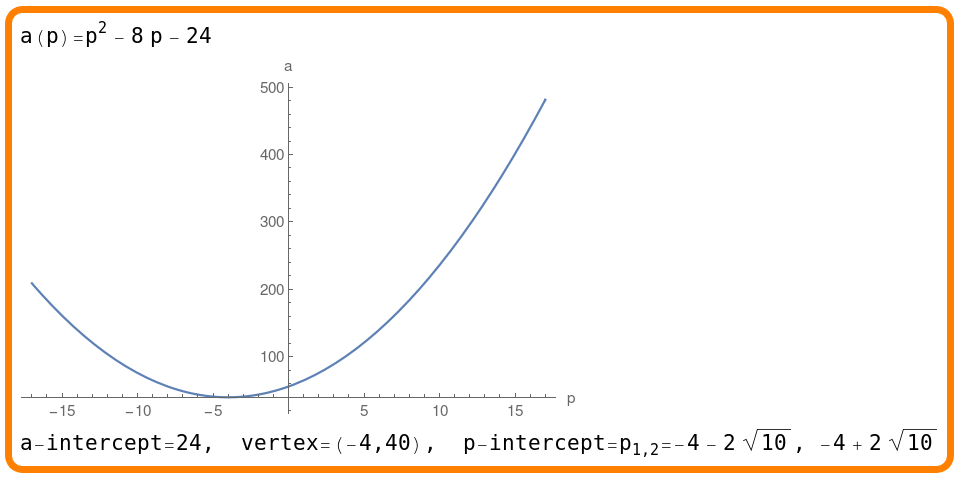 a(p)=p² - 8 p - 24
a
500
400
300
200
100
-15 -10 -5 5 10 15 p
a-intercept=24, vertex=(-4,40), p-intercept=p₁,₂=-4 - 2 √10, -4 + 2 √10